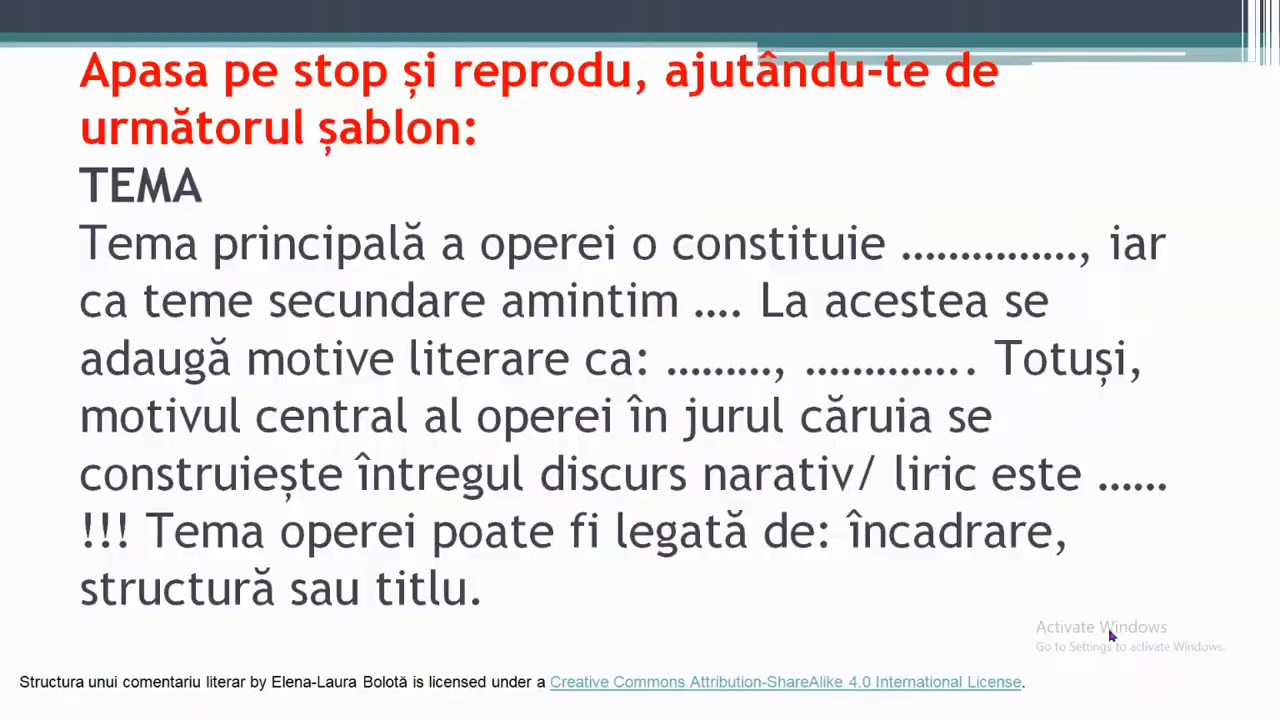 Apasa pe stop și reprodu, ajutându-te de
următorul șablon:
TEMA
Tema principală a operei o constituie ……………, iar
ca teme secundare amintim …. La acestea se
adaugă motive literare ca: ………, ………….. Totuși,
motivul central al operei în jurul căruia se
construiește întregul discurs narativ/ liric este ……
!!! Tema operei poate fi legată de: încadrare,
structură sau titlu.
Activate Windows
Go to Settings to activate Windows.
Structura unui comentariu literar by Elena-Laura Bolotă is licensed under a Creative Commons Attribution-ShareAlike 4.0 International License.